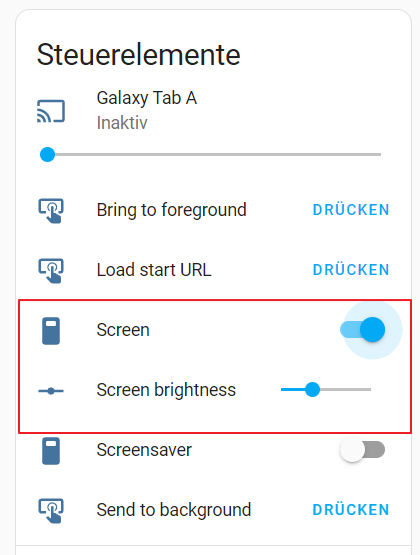 Steuerelemente
Galaxy Tab A
Inaktiv
Bring to foreground DRÜCKEN
Load start URL DRÜCKEN
Screen
Screen brightness
Screensaver
Send to background DRÜCKEN